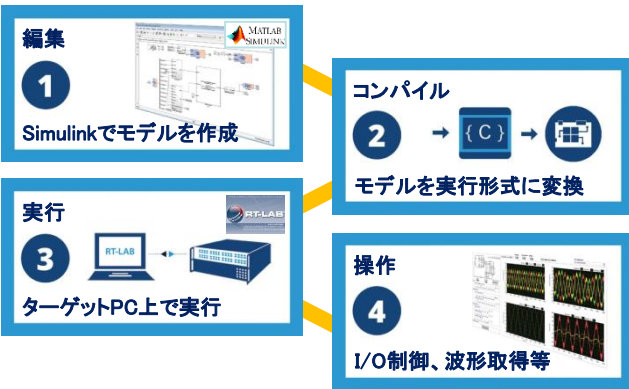 編集
MATLAB
SIMULINK
1
Simulinkでモデルを作成
コンパイル
2
{ C }
モデルを実行形式に変換
実行
RT-LAB
3
RT-LAB
ターゲットPC上で実行
操作
4
I/O制御、波形取得等